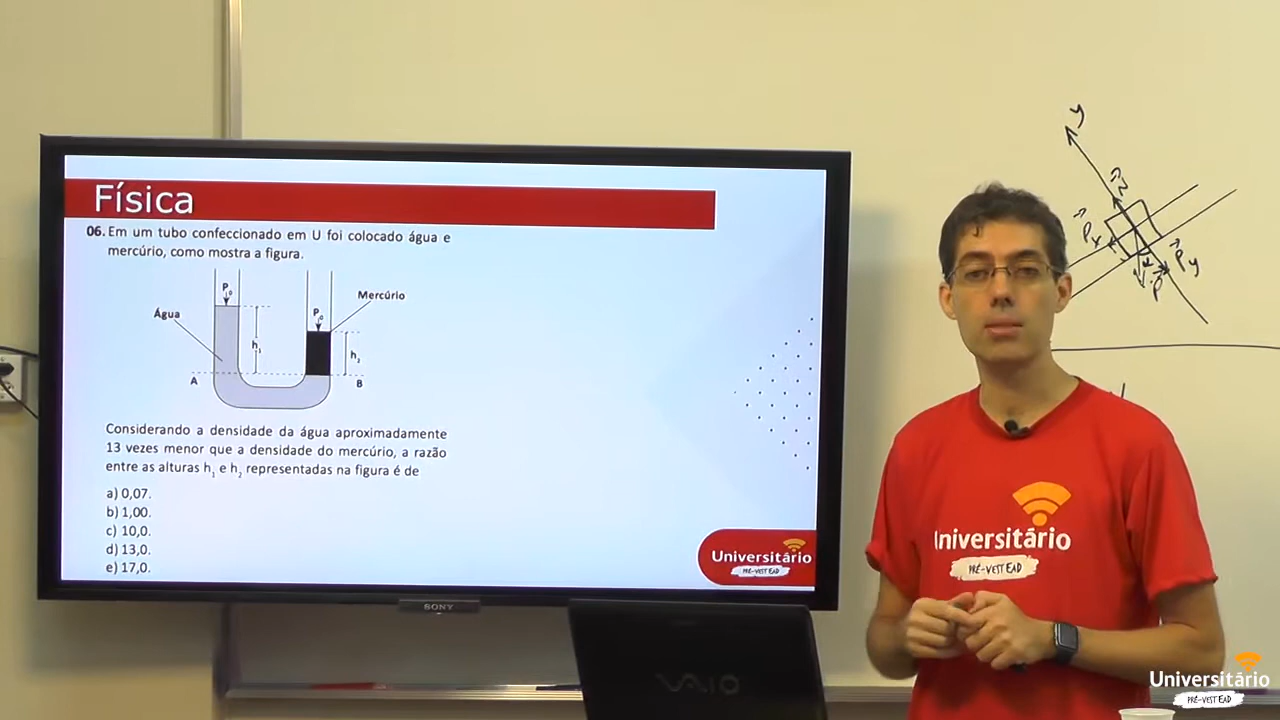 Física
06. Em um tubo confeccionado em U foi colocado água e
mercúrio, como mostra a figura.
P₀
Mercúrio
Água
P₀
h₁
h₂
A
B
Considerando a densidade da água aproximadamente
13 vezes menor que a densidade do mercúrio, a razão
entre as alturas h₁ e h₂ representadas na figura é de
a) 0,07.
b) 1,00.
c) 10,0.
d) 13,0.
e) 17,0.
Universitário
PRÉ-VEST EAD
SONY
VAIO
y
N
Px
Py
P
Universitário
PRÉ-VEST EAD
Universitário
PRÉ-VEST EAD